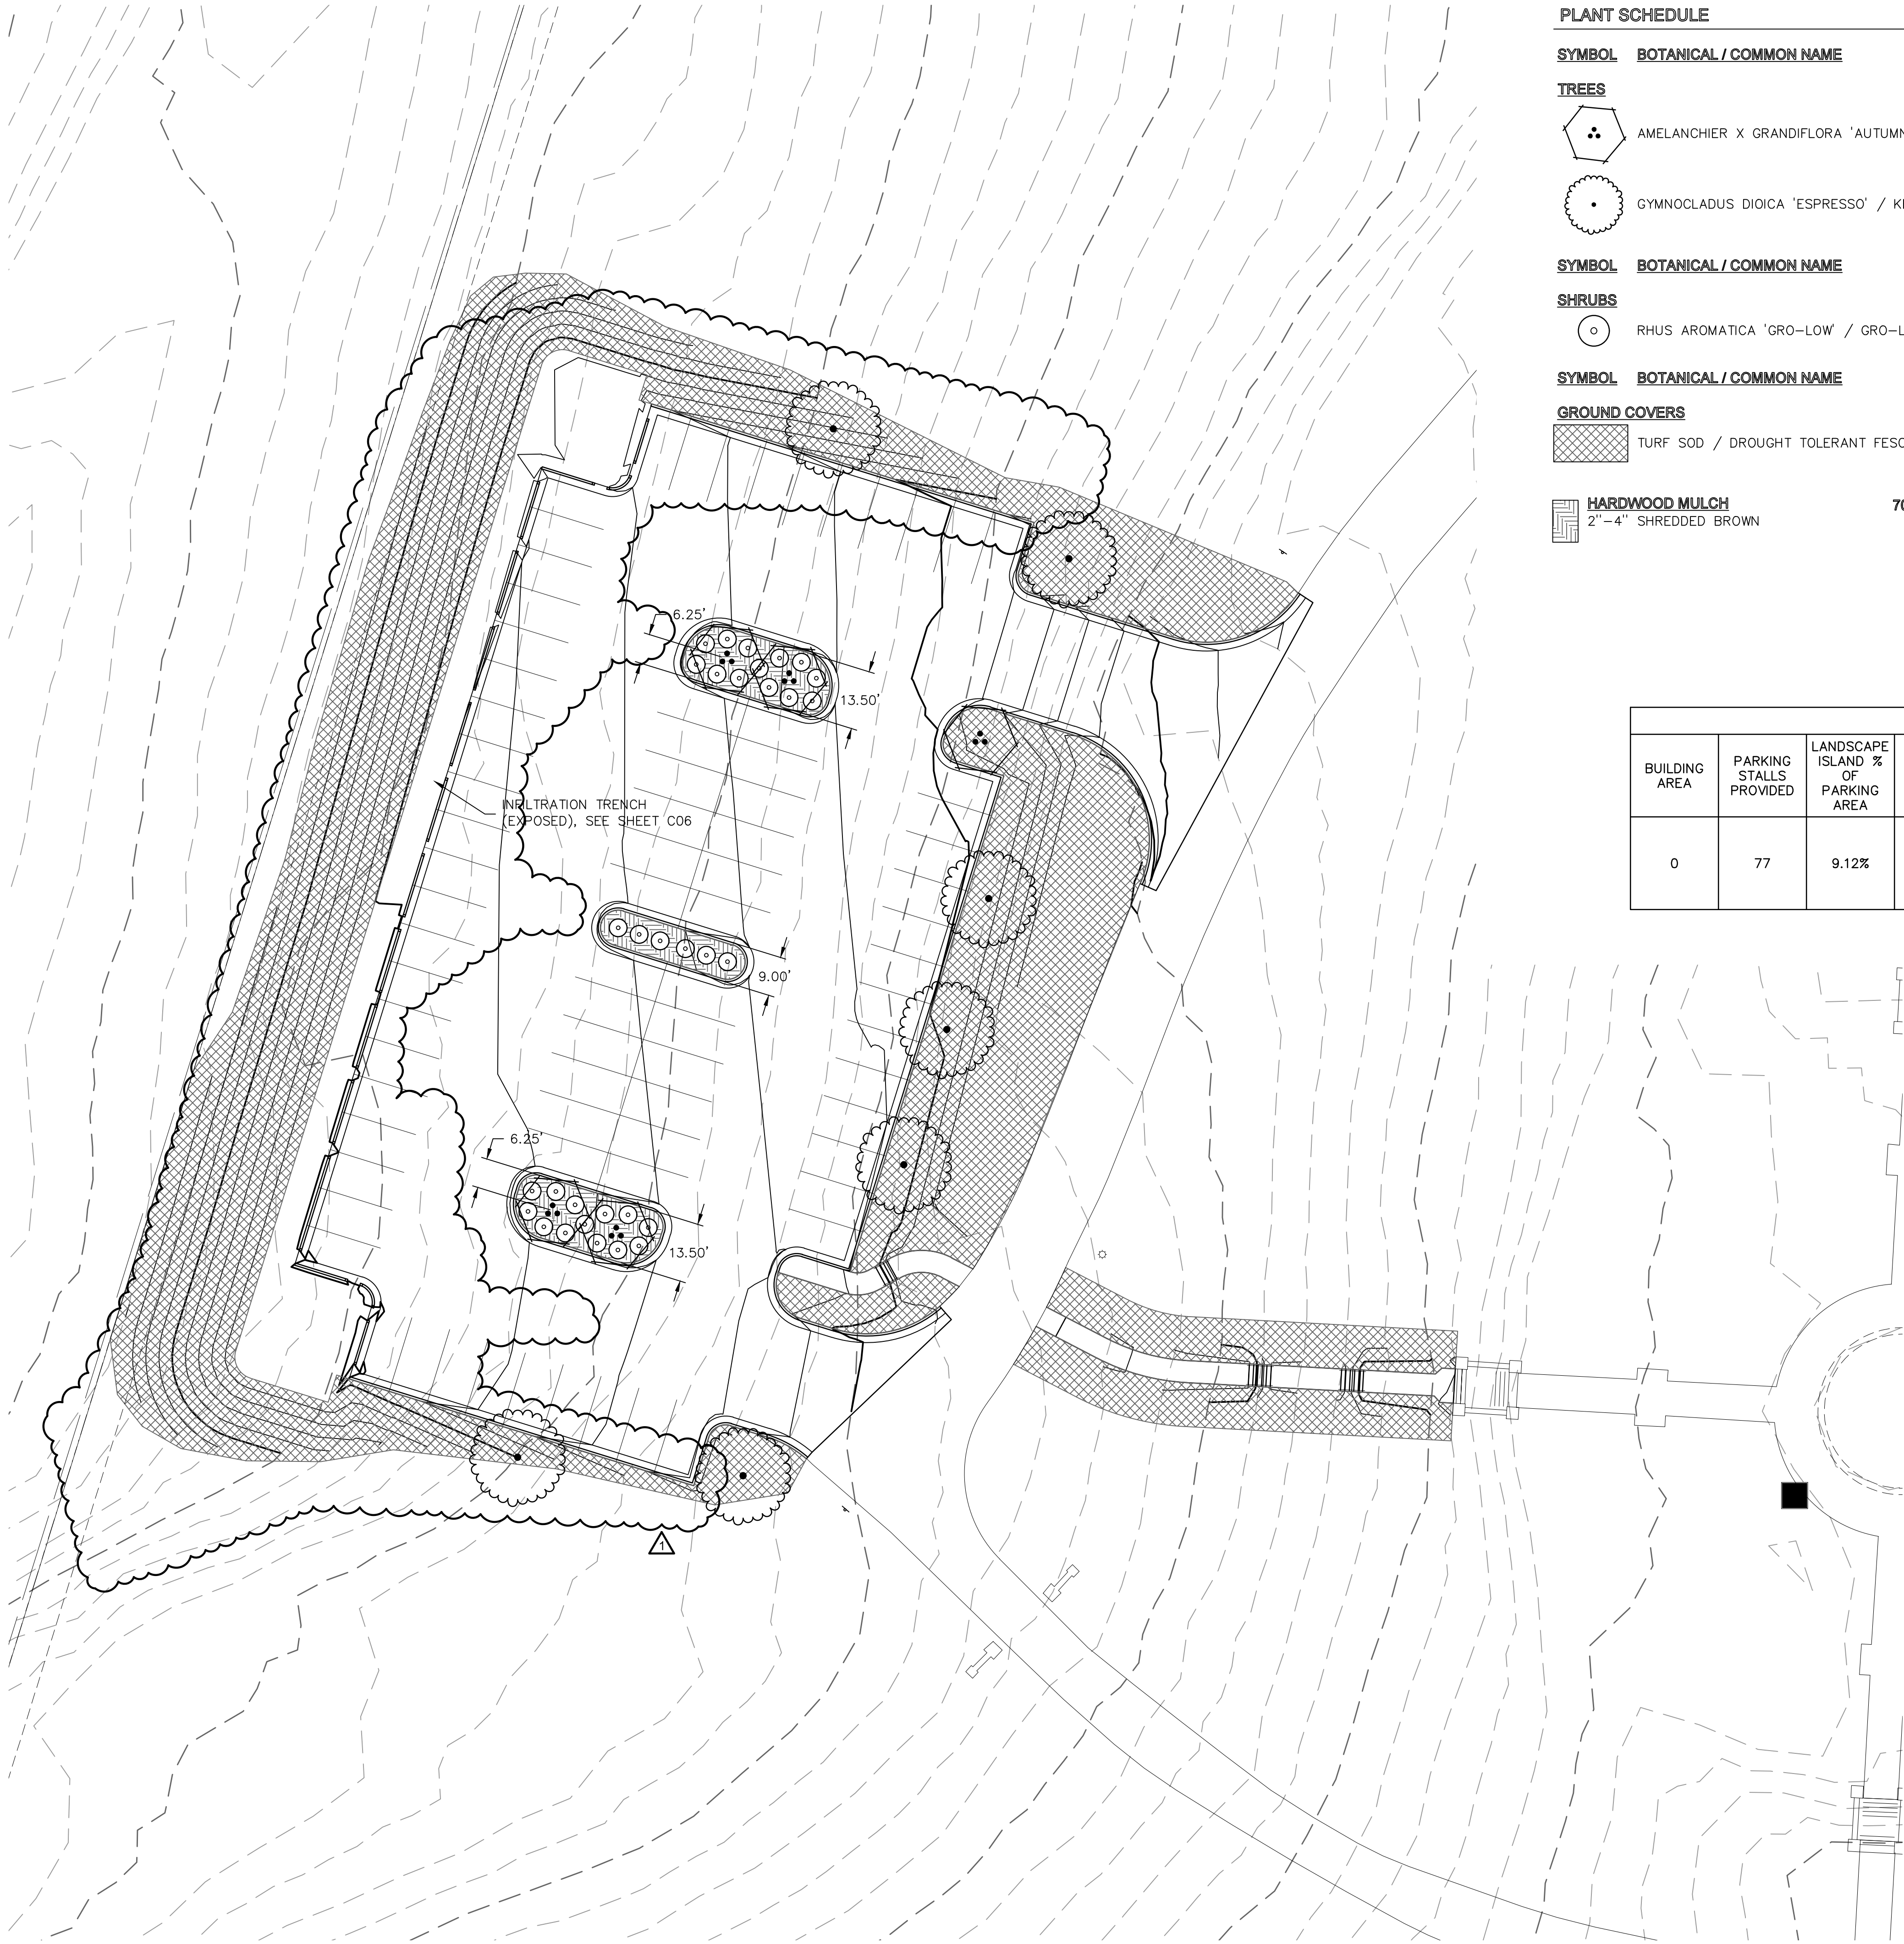 PLANT SCHEDULE
SYMBOL BOTANICAL / COMMON NAME
TREES
AMELANCHIER X GRANDIFLORA 'AUTUMN
GYMNOCLADUS DIOICA 'ESPRESSO' /
SYMBOL BOTANICAL / COMMON NAME
SHRUBS
RHUS AROMATICA 'GRO-LOW' / GRO-L
SYMBOL BOTANICAL / COMMON NAME
GROUND COVERS
TURF SOD / DROUGHT TOLERANT FESC
HARDWOOD MULCH 70
2"-4" SHREDDED BROWN
BUILDING AREA
PARKING STALLS PROVIDED
LANDSCAPE ISLAND % OF PARKING AREA
0 77 9.12%
6.25'
13.50'
INFILTRATION TRENCH
(EXPOSED), SEE SHEET C06
9.00'
6.25'
13.50'
1